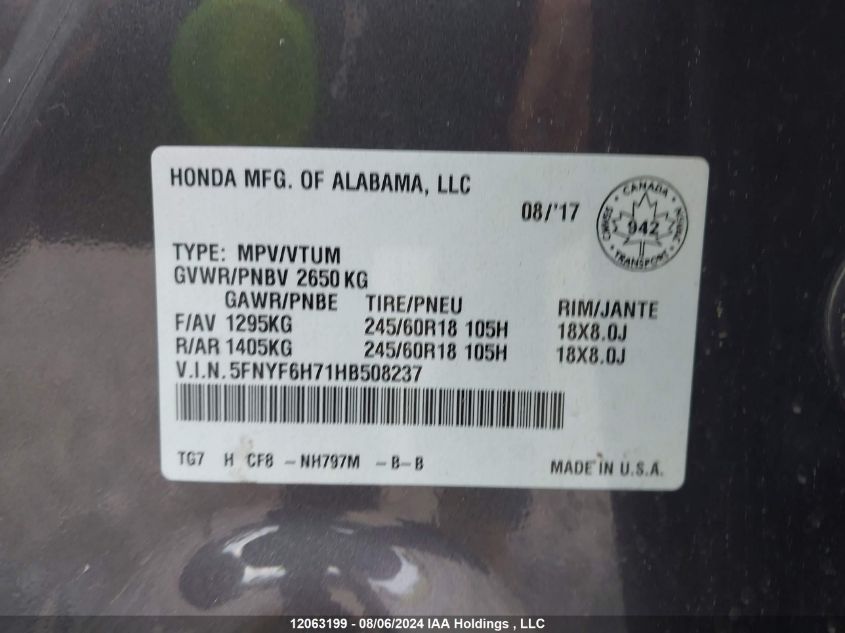 HONDA MFG. OF ALABAMA, LLC
08/'17
CANADA
942
TRANSPORT
TYPE: MPV/VTUM
GVWR/PNBV 2650 KG
GAWR/PNBE TIRE/PNEU RIM/JANTE
F/AV 1295KG 245/60R18 105H 18X8.0J
R/AR 1405KG 245/60R18 105H 18X8.0J
V.I.N. 5FNYF6H71HB508237
TG7 H CF8 - NH797M - B - B
MADE IN U.S.A.
12063199 - 08/06/2024 IAA Holdings , LLC